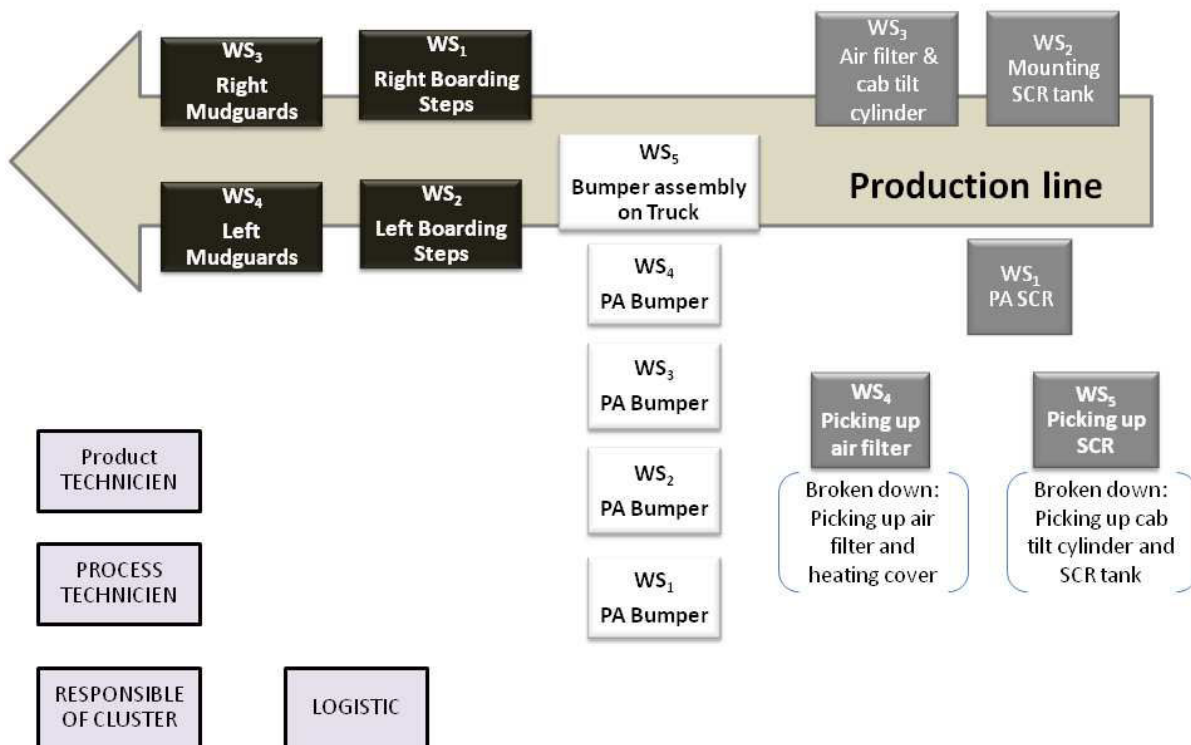 WS₃
Right
Mudguards
WS₁
Right Boarding
Steps
WS₃
Air filter &
cab tilt
cylinder
WS₂
Mounting
SCR tank
WS₅
Bumper assembly
on Truck
Production line
WS₄
Left
Mudguards
WS₂
Left Boarding
Steps
WS₄
PA Bumper
WS₁
PA SCR
WS₃
PA Bumper
WS₄
Picking up
air filter
WS₅
Picking up
SCR
Broken down:
Picking up air
filter and
heating cover
Broken down:
Picking up cab
tilt cylinder and
SCR tank
WS₂
PA Bumper
WS₁
PA Bumper
Product
TECHNICIEN
PROCESS
TECHNICIEN
RESPONSIBLE
OF CLUSTER
LOGISTIC